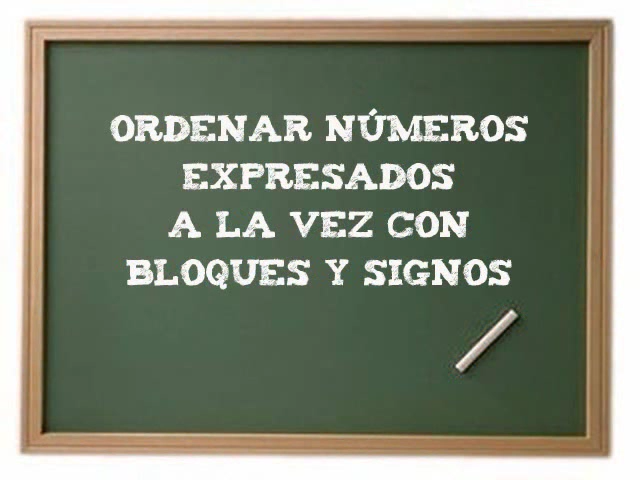 ORDENAR NÚMEROS
EXPRESADOS
A LA VEZ CON
BLOQUES Y SIGNOS